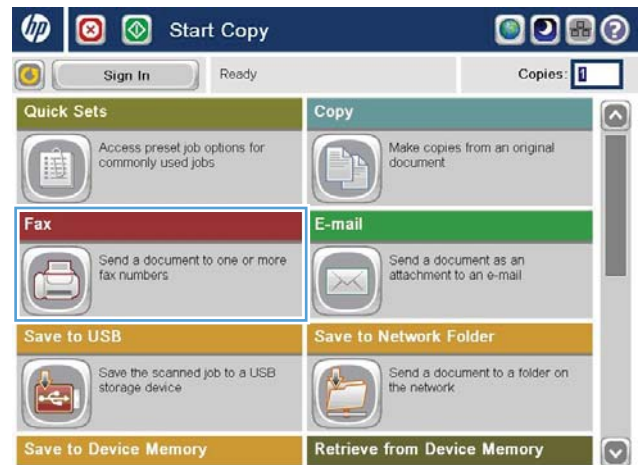 hp
Start Copy
Sign In
Ready
Copies: 1
Quick Sets
Access preset job options for
commonly used jobs
Copy
Make copies from an original
document
Fax
Send a document to one or more
fax numbers
E-mail
Send a document as an
attachment to an e-mail
Save to USB
Save the scanned job to a USB
storage device
Save to Network Folder
Send a document to a folder on
the network
Save to Device Memory
Retrieve from Device Memory